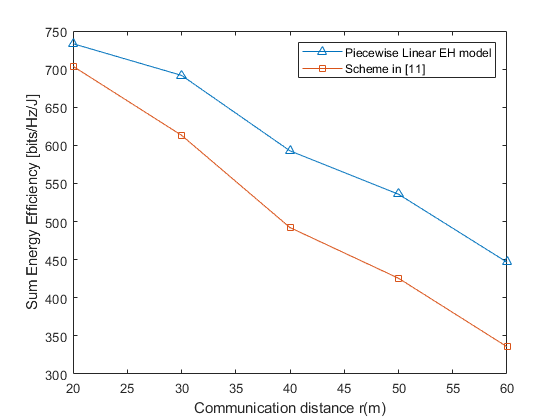 Piecewise Linear EH model
Scheme in [11]
Sum Energy Efficiency [bits/Hz/J]
750
700
650
600
550
500
450
400
350
300
20 25 30 35 40 45 50 55 60
Communication distance r(m)